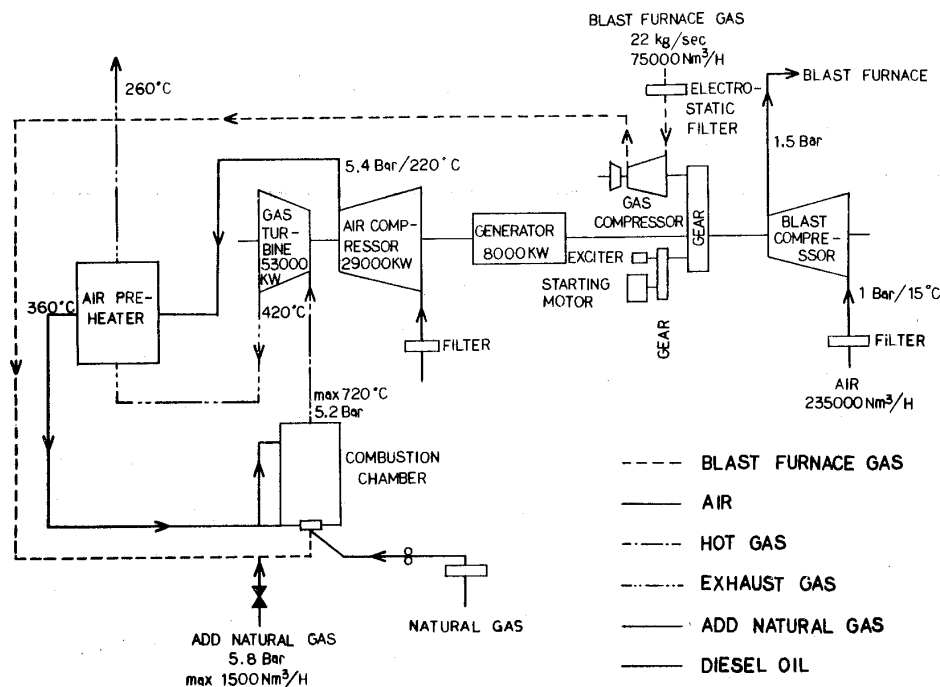 BLAST FURNACE GAS
22 kg/sec
75000 Nm³/H
ELECTRO-
STATIC
FILTER
BLAST FURNACE
1.5 Bar
260°C
5.4 Bar/220°C
GAS
TUR-
BINE
53000
KW
AIR COMP-
RESSOR
29000KW
GENERATOR
8000 KW
GAS
COMPRESSOR
GEAR
BLAST
COMPRE-
SSOR
EXCITER
STARTING
MOTOR
GEAR
1 Bar/15°C
FILTER
AIR
235000 Nm³/H
360°C
AIR PRE-
HEATER
420°C
FILTER
max 720°C
5.2 Bar
COMBUSTION
CHAMBER
NATURAL GAS
ADD NATURAL GAS
5.8 Bar
max 1500 Nm³/H
BLAST FURNACE GAS
AIR
HOT GAS
EXHAUST GAS
ADD NATURAL GAS
DIESEL OIL